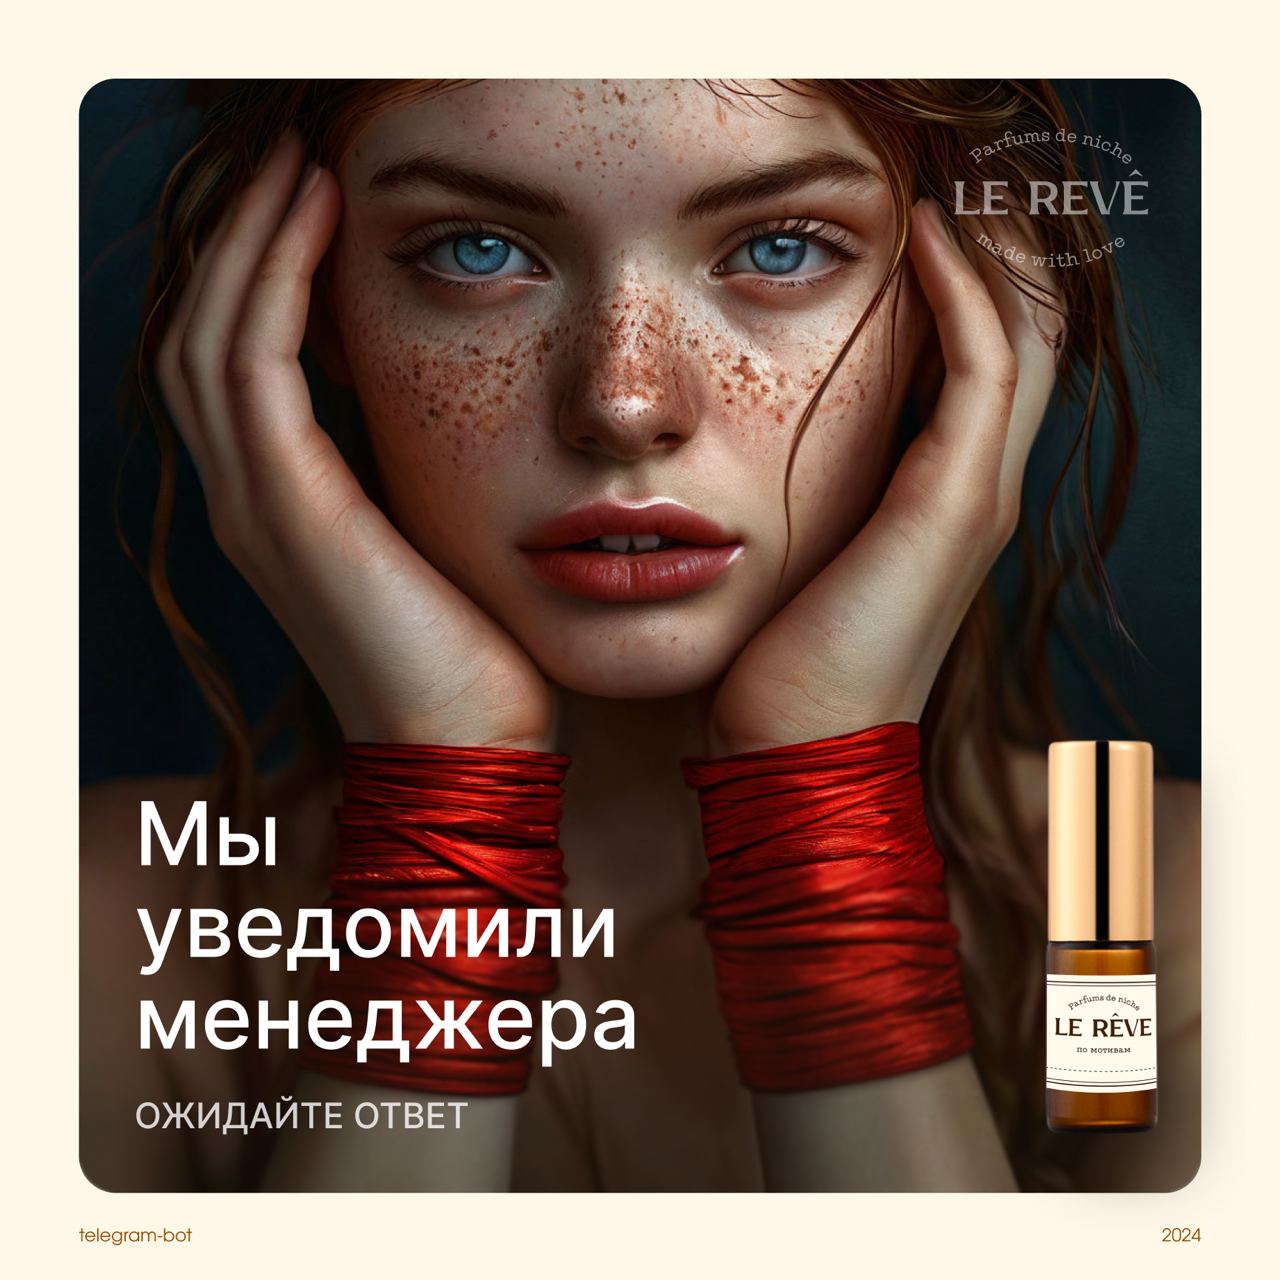 Parfums de niche
LE REVÊ
made with love
Мы
уведомили
менеджера
ОЖИДАЙТЕ ОТВЕТ
Parfums de niche
LE RÊVE
по мотивам
telegram-bot
2024